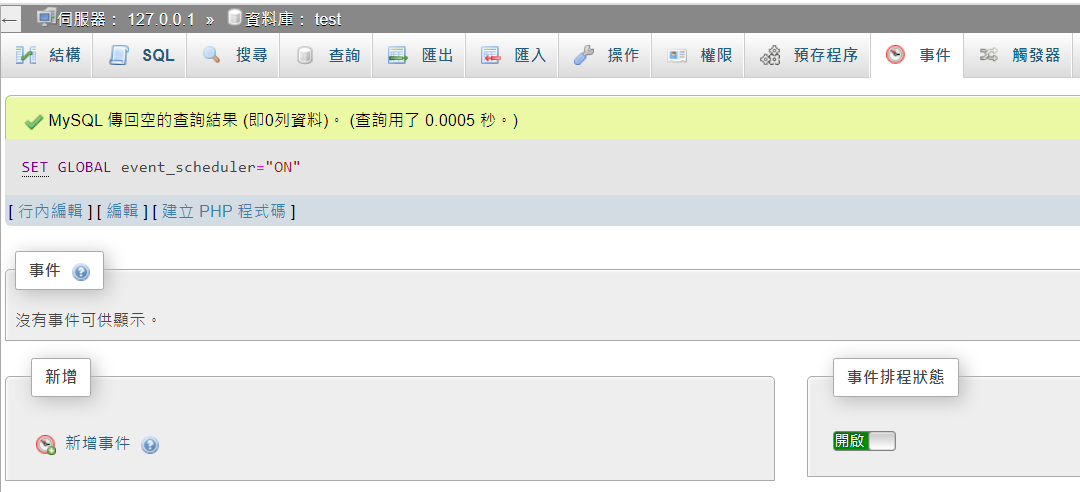 ← 伺服器： 127.0.0.1 » 資料庫： test
結構 SQL 搜尋 查詢 匯出 匯入 操作 權限 預存程序 事件 觸發器
MySQL 傳回空的查詢結果 (即0列資料)。 (查詢用了 0.0005 秒。)
SET GLOBAL event_scheduler="ON"
[ 行內編輯 ] [ 編輯 ] [ 建立 PHP 程式碼 ]
事件
沒有事件可供顯示。
新增
事件排程狀態
新增事件
開啟